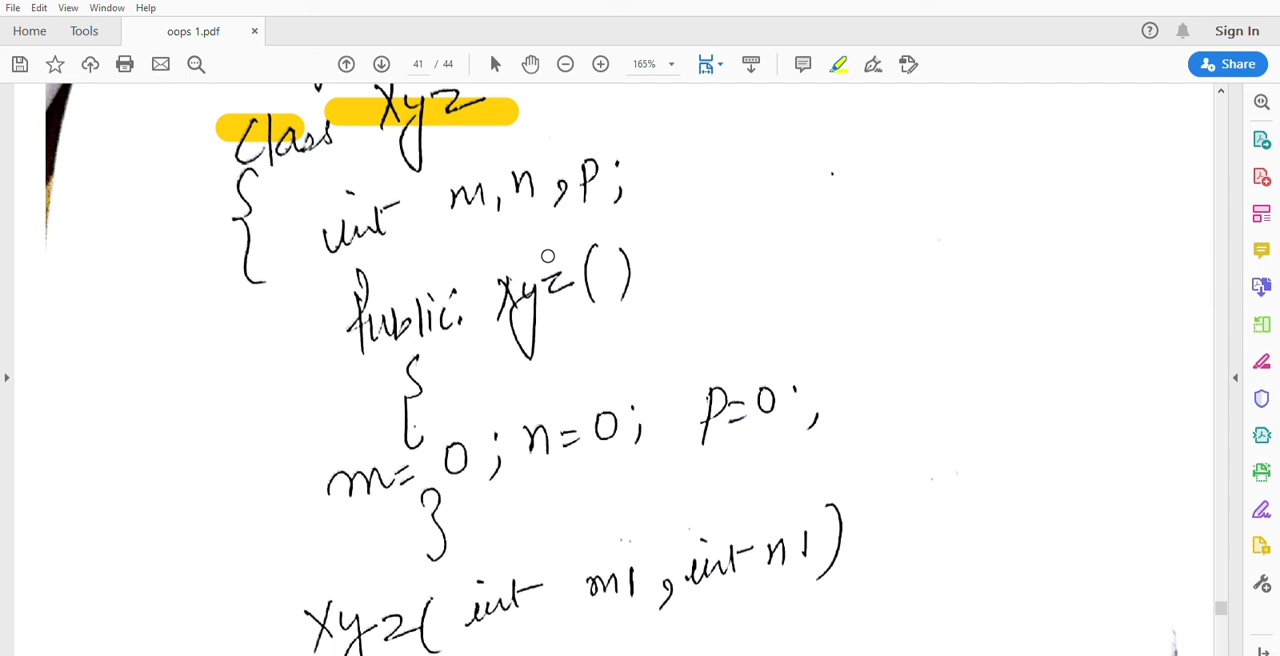 File Edit View Window Help
Home Tools oops 1.pdf × Sign In
41 / 44 165% Share
class Xyz
{ int m, n, p;
Public: Xyz()
{
m=0; n=0; p=0;
}
Xyz( int m1, int n1)